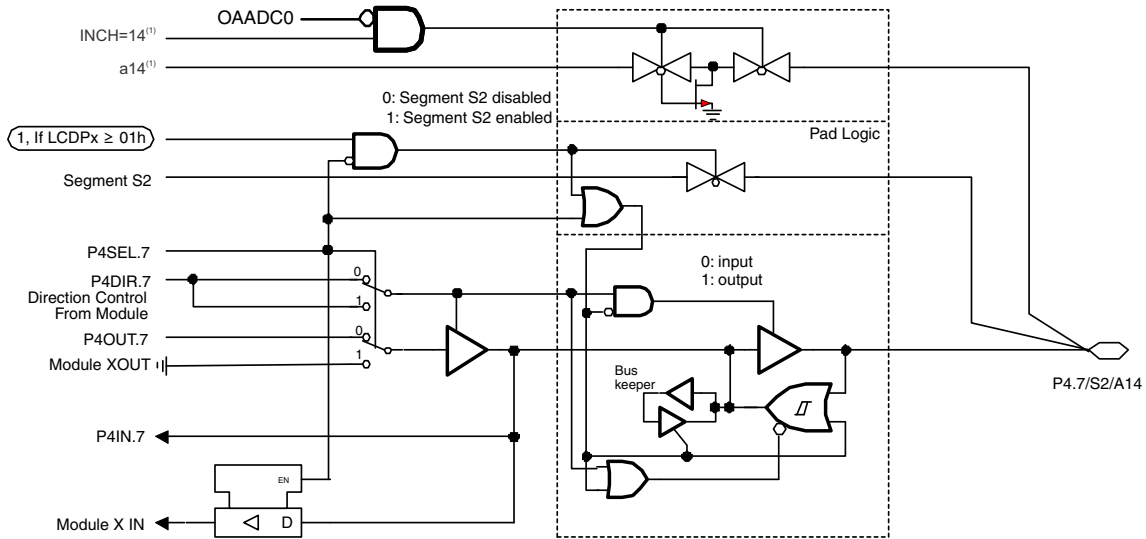 OAADC0
INCH=14(1)
a14(1)
0: Segment S2 disabled
1: Segment S2 enabled
Pad Logic
1, If LCDPx ≥ 01h
Segment S2
P4SEL.7
0: input
1: output
P4DIR.7
0
Direction Control
From Module
1
P4OUT.7
0
Module XOUT
1
Bus
keeper
P4.7/S2/A14
P4IN.7
EN
Module X IN
D